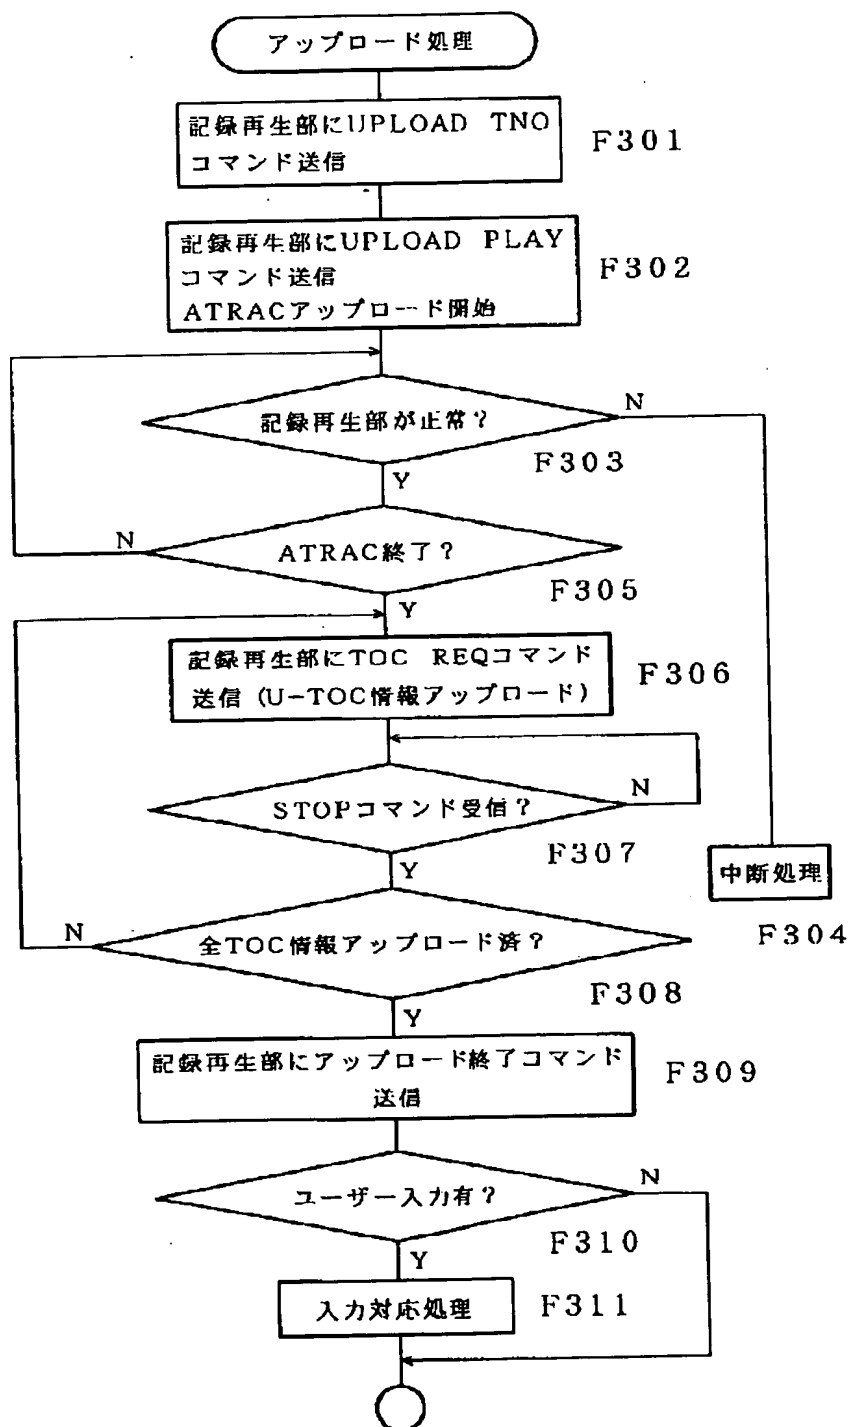 アップロード処理
記録再生部にUPLOAD TNO
コマンド送信
F301
記録再生部にUPLOAD PLAY
コマンド送信
ATRACアップロード開始
F302
記録再生部が正常?
N
F303
Y
ATRAC終了?
N
F305
Y
記録再生部にTOC REQコマンド
送信(U-TOC情報アップロード)
F306
STOPコマンド受信?
N
F307
Y
中断処理
F304
全TOC情報アップロード済?
N
F308
Y
記録再生部にアップロード終了コマンド
送信
F309
ユーザー入力有?
N
F310
Y
入力対応処理
F311